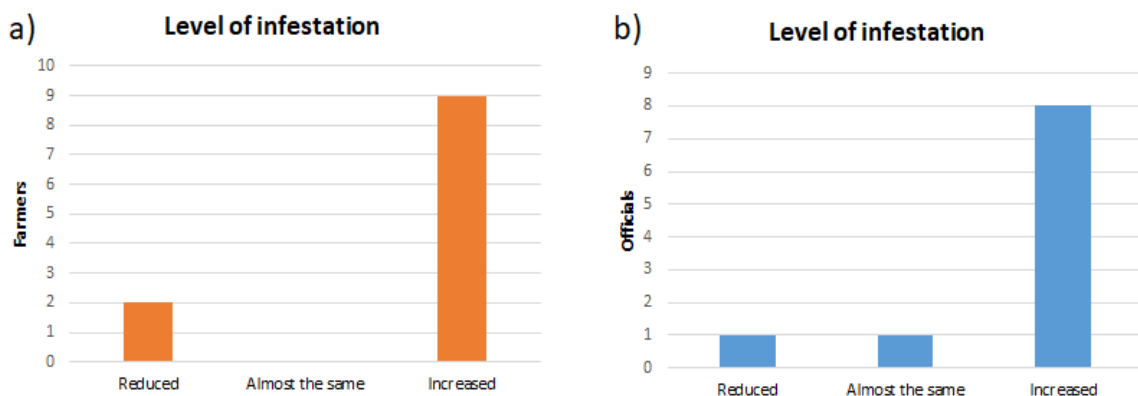 a)
Level of infestation
Farmers
10
9
8
7
6
5
4
3
2
1
0
Reduced
Almost the same
Increased
b)
Level of infestation
Officials
9
8
7
6
5
4
3
2
1
0
Reduced
Almost the same
Increased